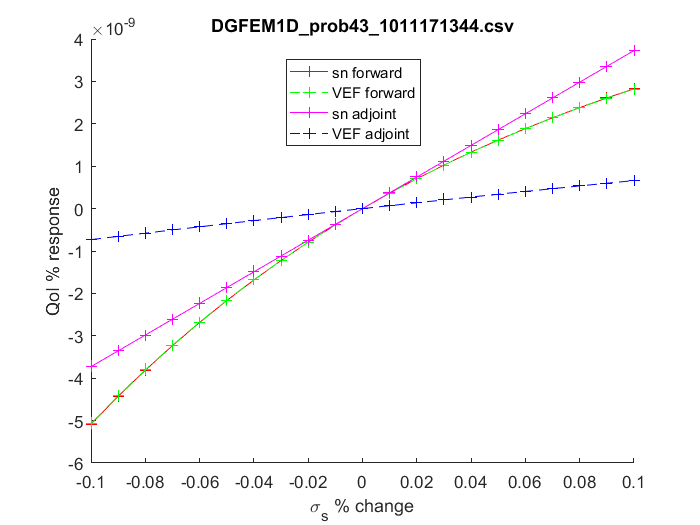 DGFEM1D_prob43_1011171344.csv
×10⁻⁹
4
3
2
1
0
-1
-2
-3
-4
-5
-6
QoI % response
sn forward
VEF forward
sn adjoint
VEF adjoint
-0.1 -0.08 -0.06 -0.04 -0.02 0 0.02 0.04 0.06 0.08 0.1
σₛ % change